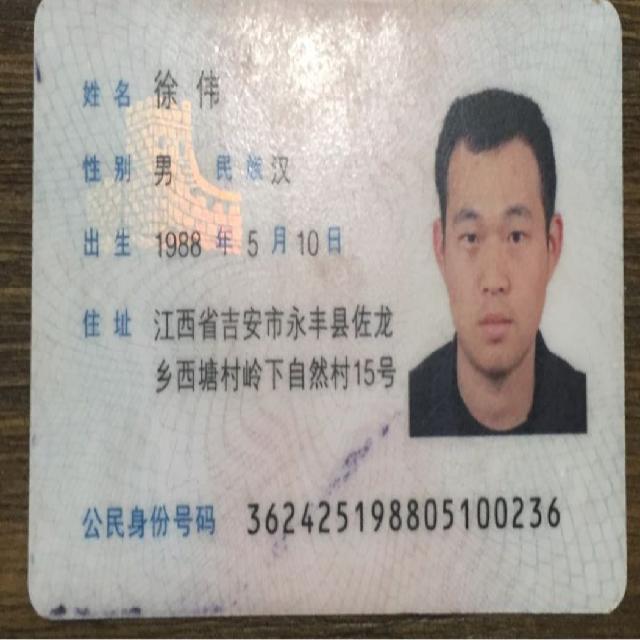 姓名 徐伟
性别 男 民族 汉
出生 1988 年 5 月 10 日
住址 江西省吉安市永丰县佐龙
乡西塘村岭下自然村15号
公民身份号码 362425198805100236